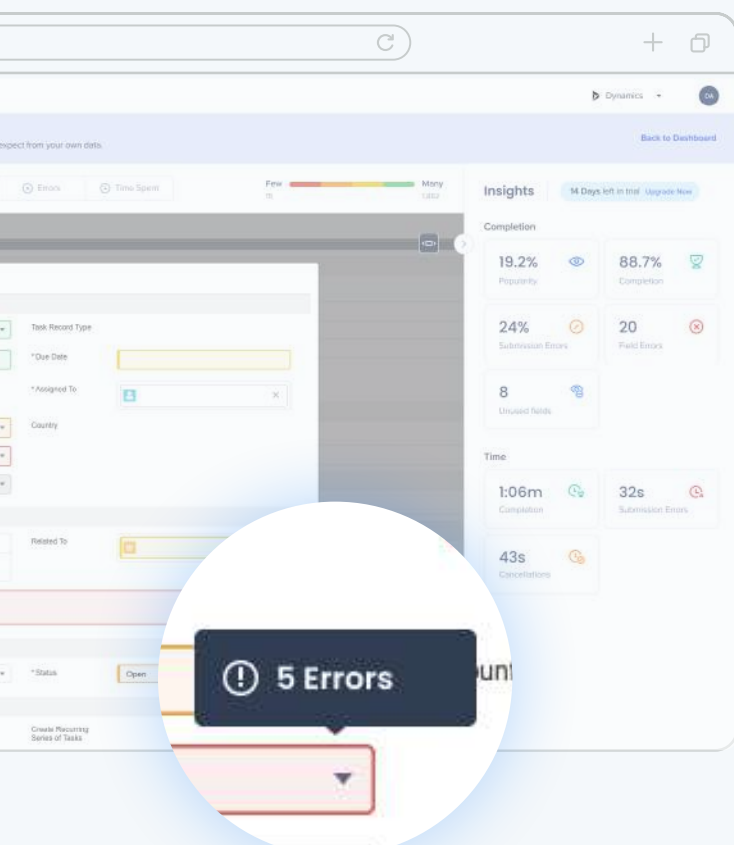 Dynamics
DA
expect from your own data.
Back to Dashboard
Errors
Time Spent
Few
Many
Insights
14 Days left in trial Upgrade Now
Completion
19.2%
Popularity
88.7%
Completion
24%
Submission Errors
20
Field Errors
8
Unused fields
Time
1:06m
Completion
32s
Submission Errors
43s
Cancellations
Task Record Type
*Due Date
*Assigned To
Country
Related To
*Status
Open
Create Recurring
Series of Tasks
5 Errors
ount